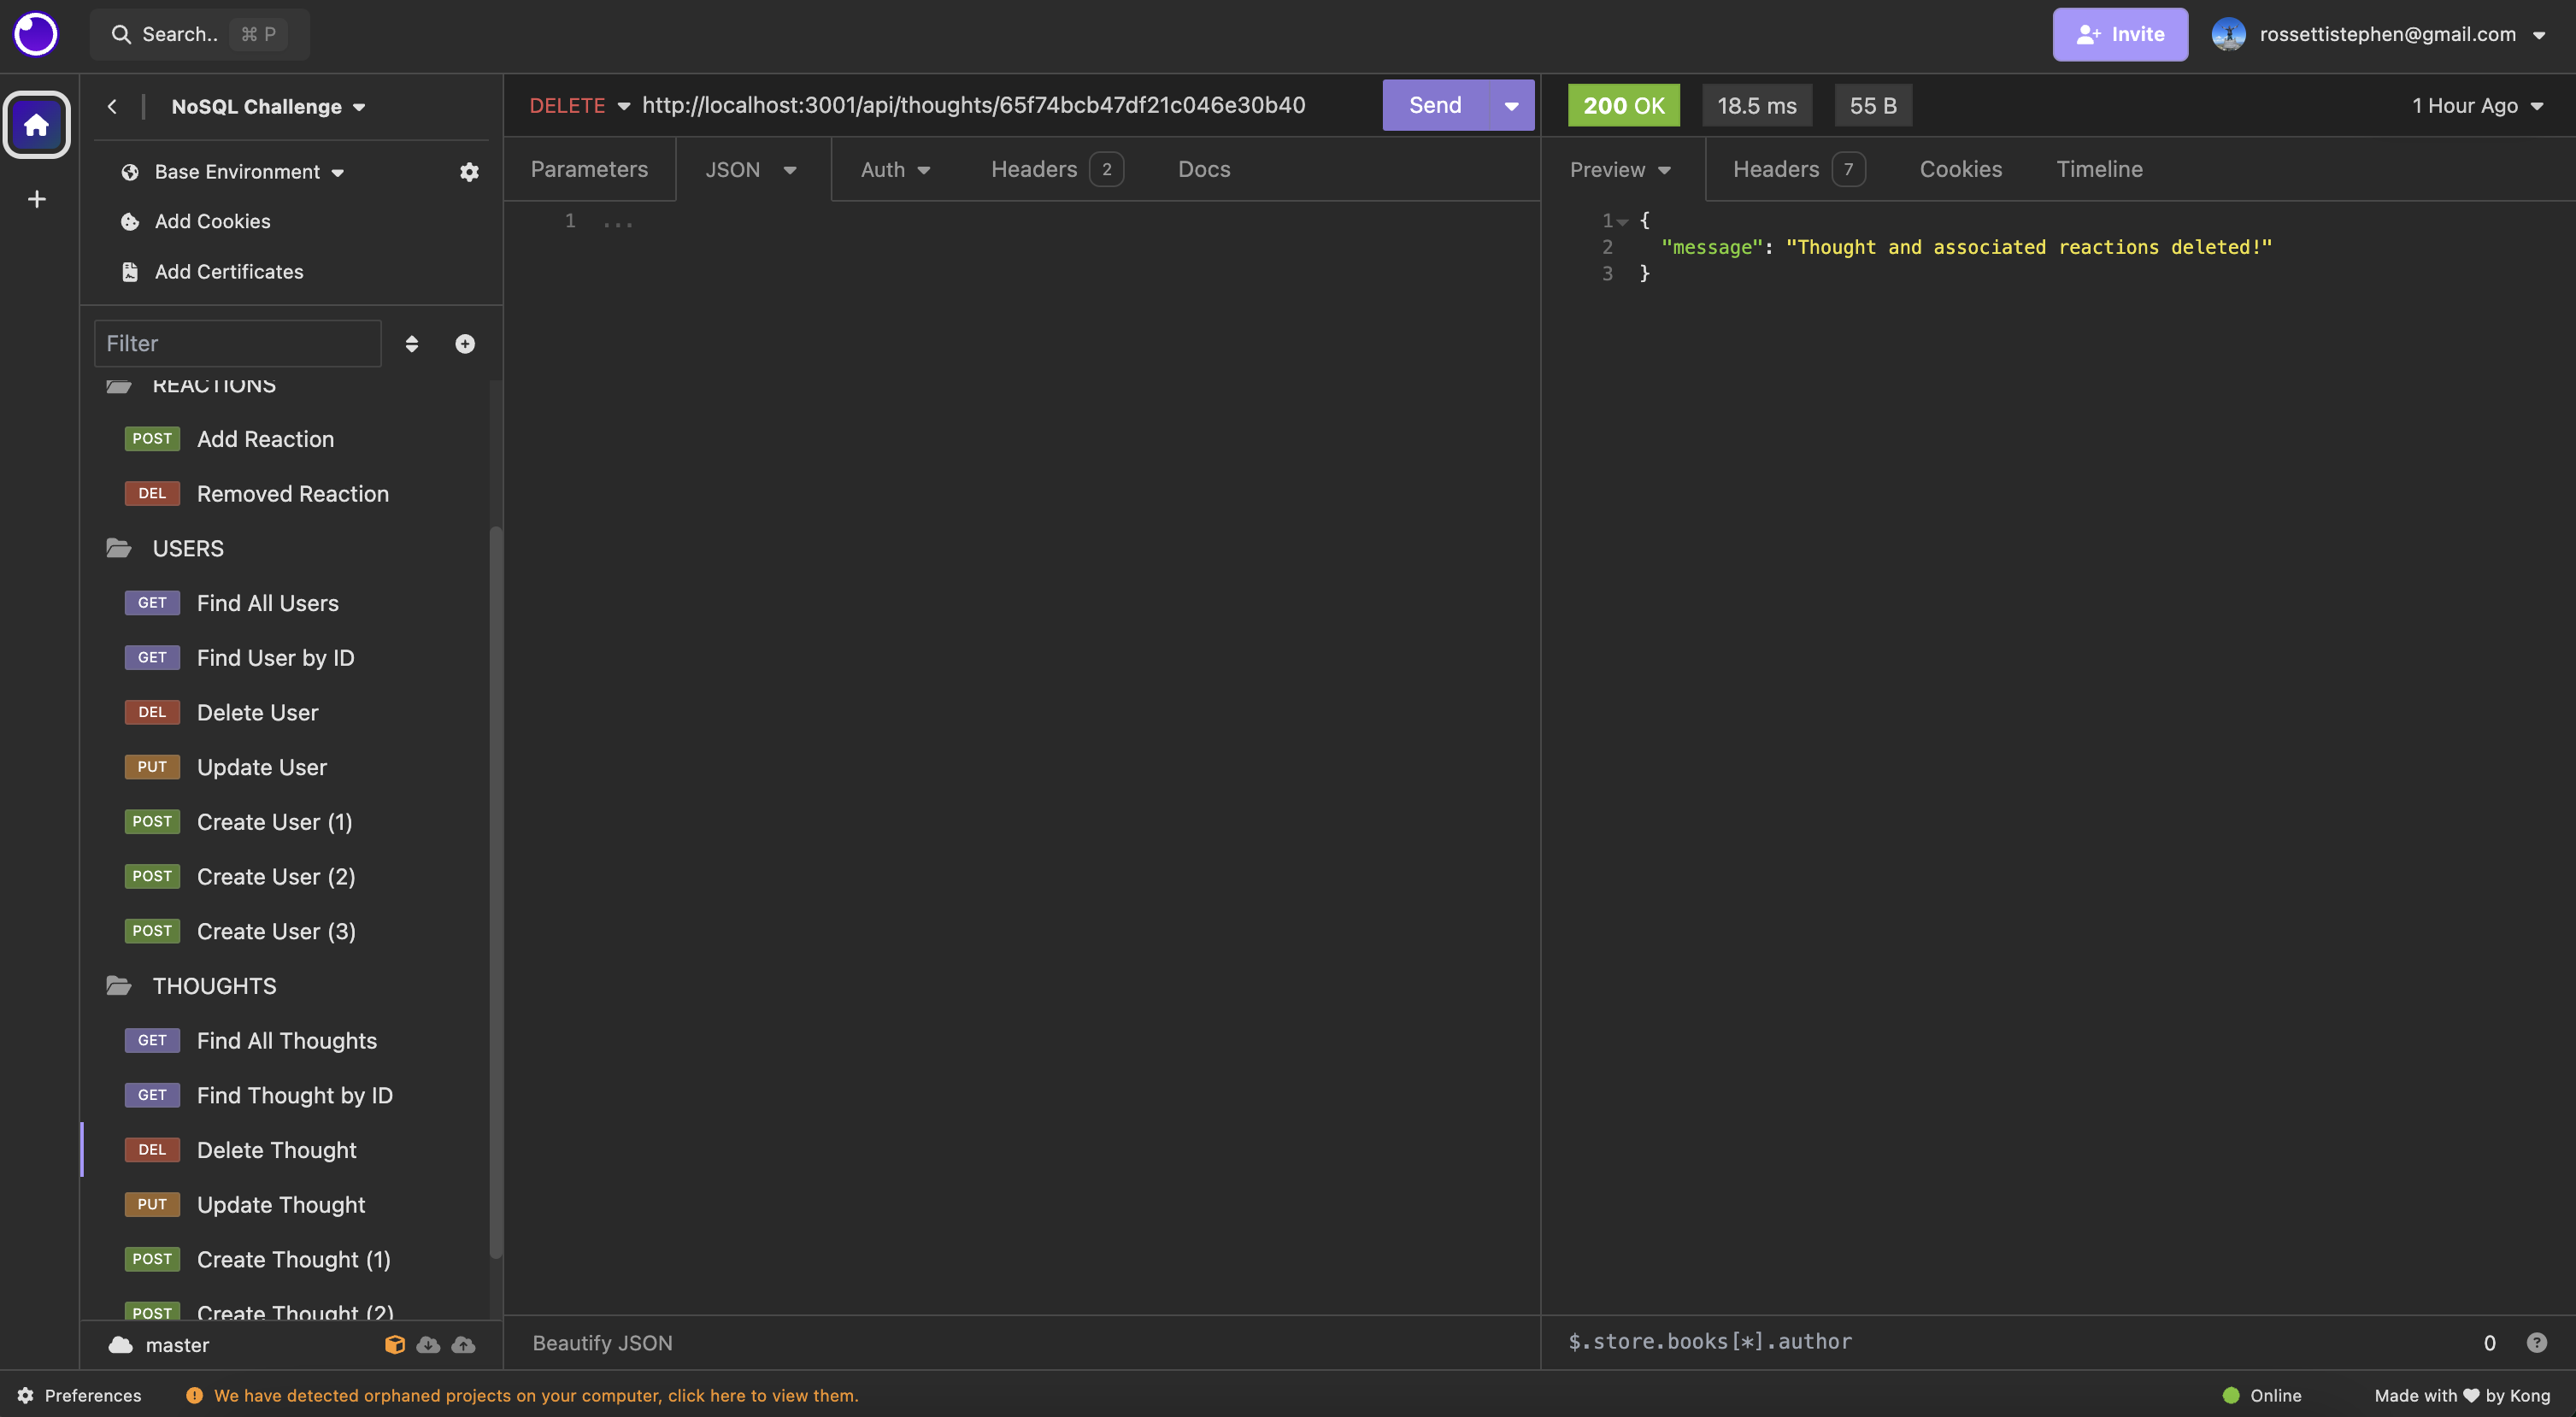 Search.. ⌘ P
Invite
rossettistephen@gmail.com
NoSQL Challenge
Base Environment
Add Cookies
Add Certificates
Filter
REACTIONS
POST Add Reaction
DEL Removed Reaction
USERS
GET Find All Users
GET Find User by ID
DEL Delete User
PUT Update User
POST Create User (1)
POST Create User (2)
POST Create User (3)
THOUGHTS
GET Find All Thoughts
GET Find Thought by ID
DEL Delete Thought
PUT Update Thought
POST Create Thought (1)
POST Create Thought (2)
master
DELETE http://localhost:3001/api/thoughts/65f74bcb47df21c046e30b40 Send
Parameters JSON Auth Headers 2 Docs
1 ...
Beautify JSON
200 OK 18.5 ms 55 B 1 Hour Ago
Preview Headers 7 Cookies Timeline
1 {
2 "message": "Thought and associated reactions deleted!"
3 }
$.store.books[*].author 0 ?
Preferences ! We have detected orphaned projects on your computer, click here to view them.
Online Made with ♥ by Kong